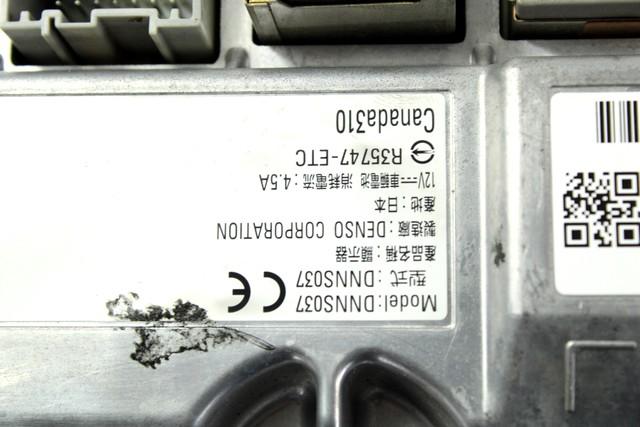 Model:DNNS037
型式:DNNS037
CE
產品名稱:顯示器
製造廠:DENSO CORPORATION
產地:日本
12V⎓車輛電池 消耗電流:4.5A
R35747-ETC
Canada310